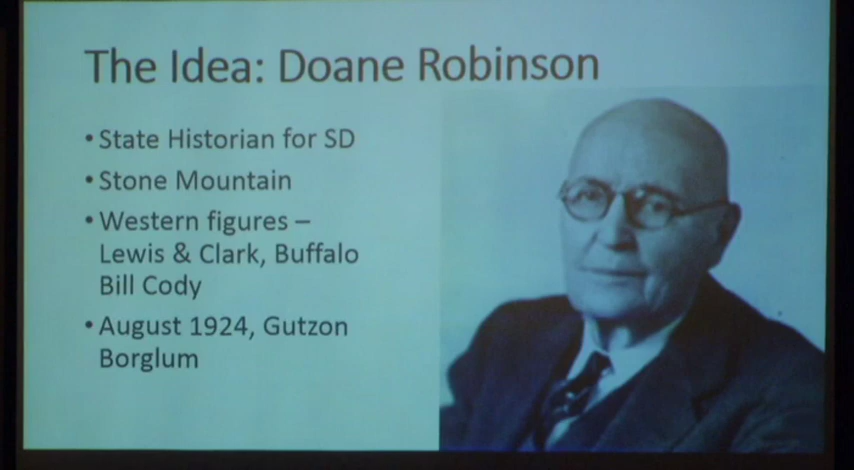 The Idea: Doane Robinson
• State Historian for SD
• Stone Mountain
• Western figures –
Lewis & Clark, Buffalo
Bill Cody
• August 1924, Gutzon
Borglum